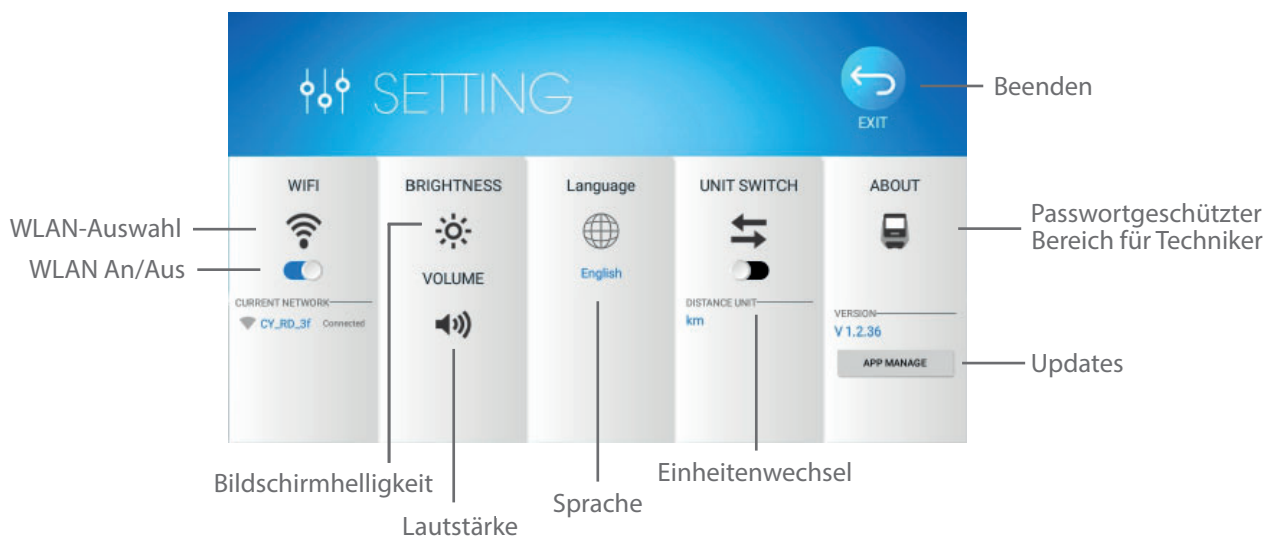 SETTING
EXIT
Beenden
WIFI
BRIGHTNESS
Language
UNIT SWITCH
ABOUT
WLAN-Auswahl
Passwortgeschützter
Bereich für Techniker
WLAN An/Aus
VOLUME
English
CURRENT NETWORK
CY_RD_3f Connected
DISTANCE UNIT
km
VERSION
V 1.2.36
APP MANAGE
Updates
Bildschirmhelligkeit
Einheitenwechsel
Sprache
Lautstärke